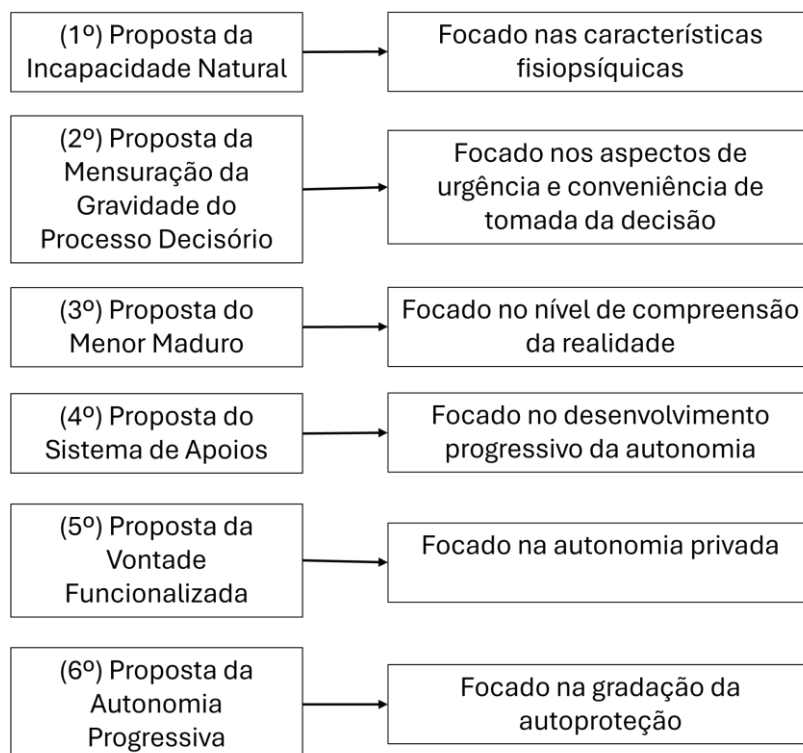 (1º) Proposta da
Incapacidade Natural
Focado nas características
fisiopsíquicas
(2º) Proposta da
Mensuração da
Gravidade do
Processo Decisório
Focado nos aspectos de
urgência e conveniência de
tomada da decisão
(3º) Proposta do
Menor Maduro
Focado no nível de compreensão
da realidade
(4º) Proposta do
Sistema de Apoios
Focado no desenvolvimento
progressivo da autonomia
(5º) Proposta da
Vontade
Funcionalizada
Focado na autonomia privada
(6º) Proposta da
Autonomia
Progressiva
Focado na gradação da
autoproteção